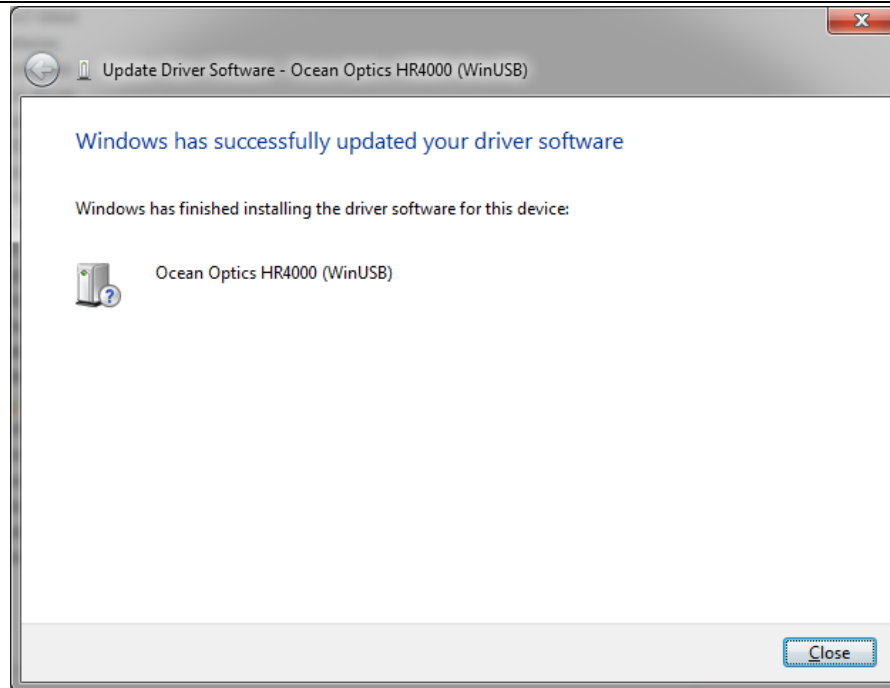 Update Driver Software - Ocean Optics HR4000 (WinUSB)
Windows has successfully updated your driver software
Windows has finished installing the driver software for this device:
Ocean Optics HR4000 (WinUSB)
Close